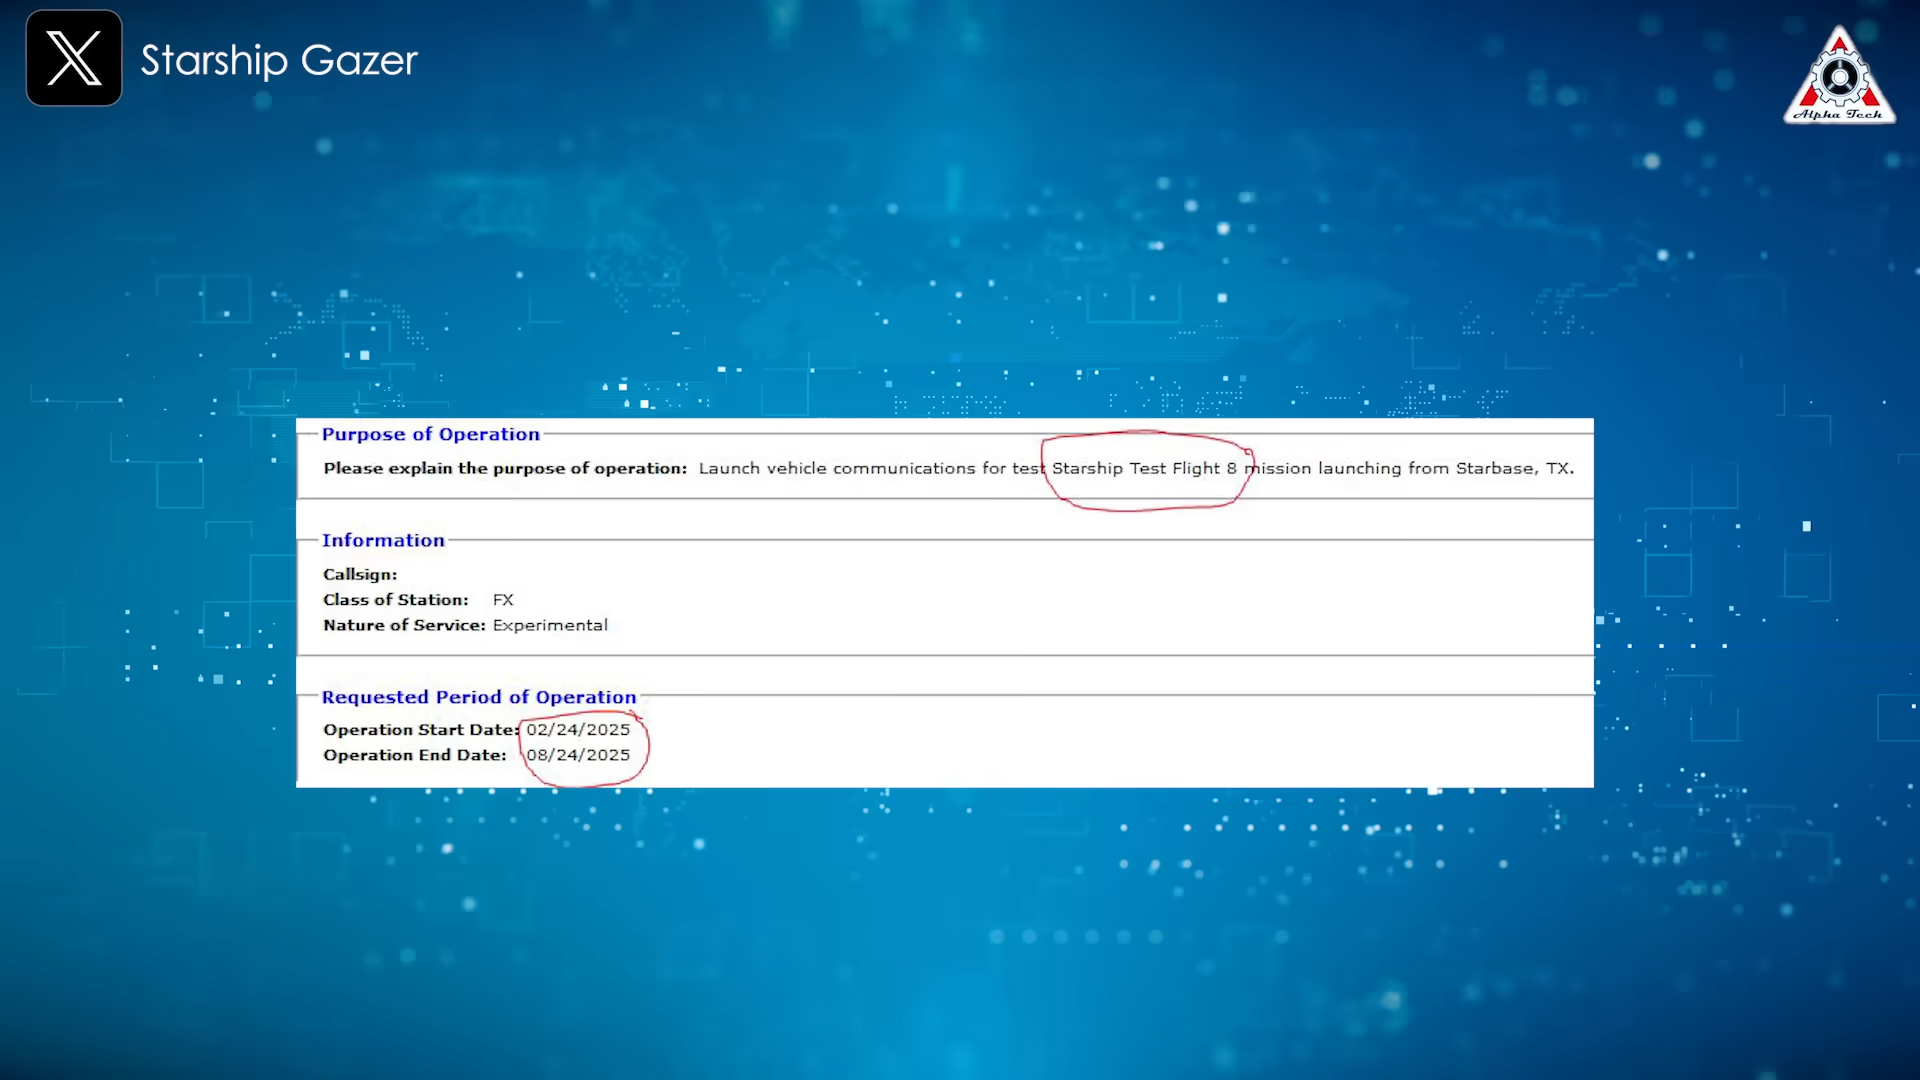 Starship Gazer
Alpha Tech
Purpose of Operation
Please explain the purpose of operation: Launch vehicle communications for test Starship Test Flight 8 mission launching from Starbase, TX.
Information
Callsign:
Class of Station: FX
Nature of Service: Experimental
Requested Period of Operation
Operation Start Date: 02/24/2025
Operation End Date: 08/24/2025